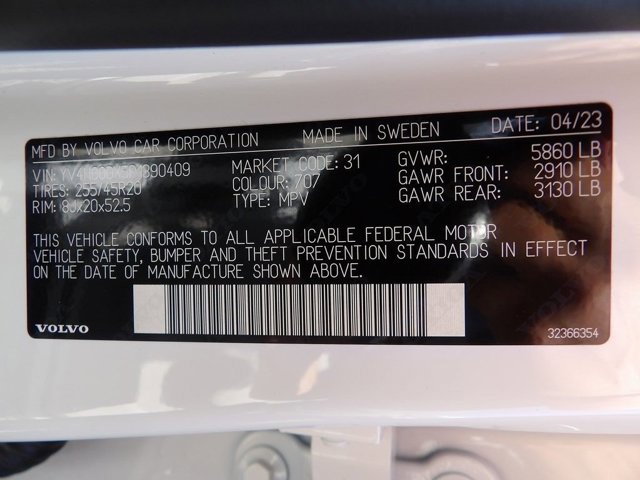 MFD BY VOLVO CAR CORPORATION MADE IN SWEDEN DATE: 04/23
VIN: MARKET CODE: 31 GVWR: 5860 LB
TIRES: 255/45R20 COLOUR: 707 GAWR FRONT: 2910 LB
RIM: 8Jx20x52.5 TYPE: MPV GAWR REAR: 3130 LB
THIS VEHICLE CONFORMS TO ALL APPLICABLE FEDERAL MOTOR
VEHICLE SAFETY, BUMPER AND THEFT PREVENTION STANDARDS IN EFFECT
ON THE DATE OF MANUFACTURE SHOWN ABOVE.
VOLVO 32366354